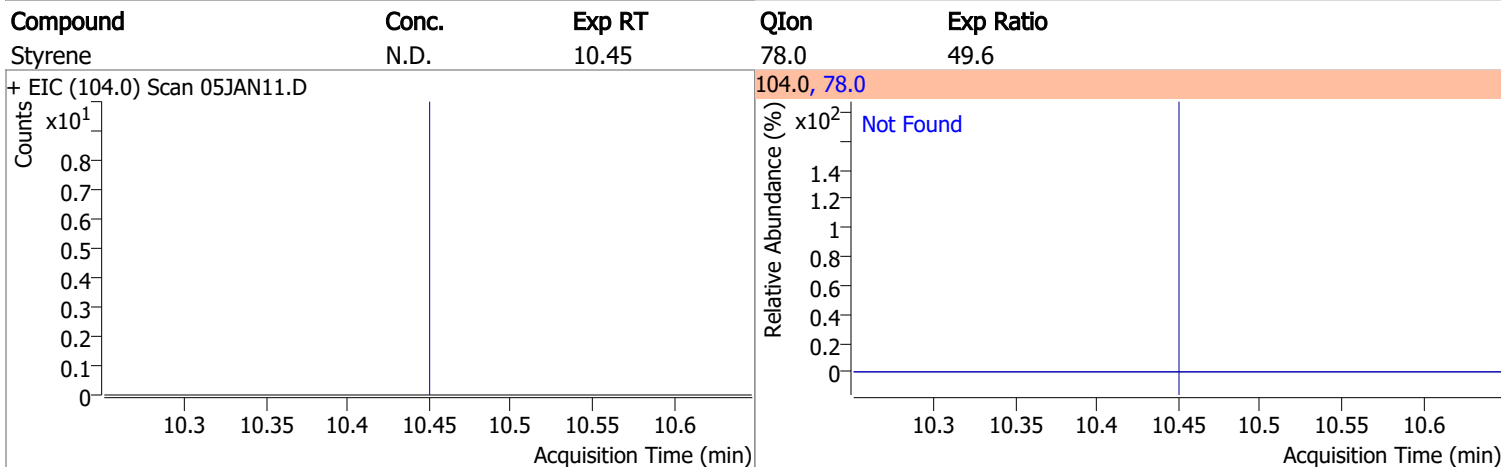 Compound Conc. Exp RT QIon Exp Ratio
Styrene N.D. 10.45 78.0 49.6
+ EIC (104.0) Scan 05JAN11.D
Counts
x10¹
0.8
0.7
0.6
0.5
0.4
0.3
0.2
0.1
0
10.3 10.35 10.4 10.45 10.5 10.55 10.6
Acquisition Time (min)
104.0, 78.0
Relative Abundance (%)
x10²
Not Found
1.4
1.2
1
0.8
0.6
0.4
0.2
0
10.3 10.35 10.4 10.45 10.5 10.55 10.6
Acquisition Time (min)